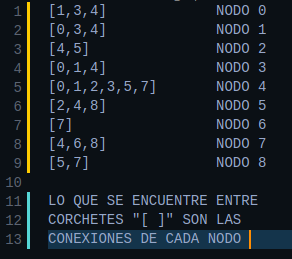 1 [1,3,4] NODO 0
2 [0,3,4] NODO 1
3 [4,5] NODO 2
4 [0,1,4] NODO 3
5 [0,1,2,3,5,7] NODO 4
6 [2,4,8] NODO 5
7 [7] NODO 6
8 [4,6,8] NODO 7
9 [5,7] NODO 8
10
11 LO QUE SE ENCUENTRE ENTRE
12 CORCHETES "[ ]" SON LAS
13 CONEXIONES DE CADA NODO